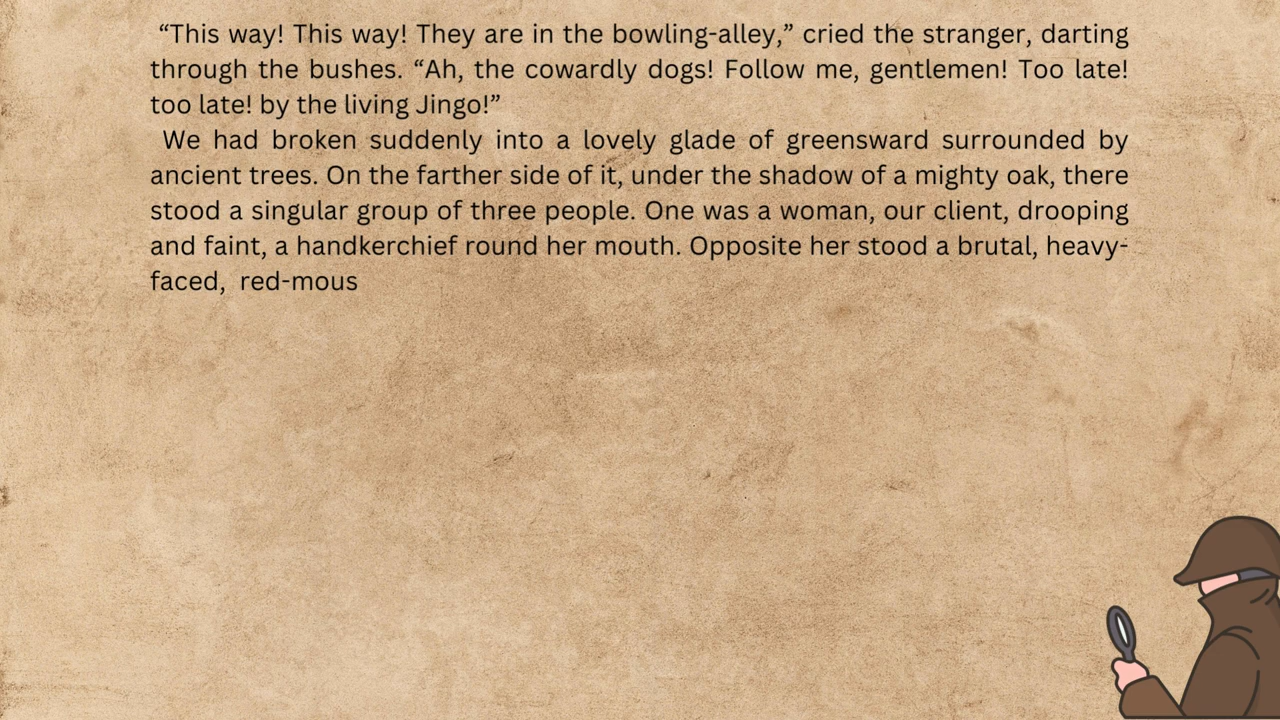 “This way! This way! They are in the bowling-alley,” cried the stranger, darting
through the bushes. “Ah, the cowardly dogs! Follow me, gentlemen! Too late!
too late! by the living Jingo!”
We had broken suddenly into a lovely glade of greensward surrounded by
ancient trees. On the farther side of it, under the shadow of a mighty oak, there
stood a singular group of three people. One was a woman, our client, drooping
and faint, a handkerchief round her mouth. Opposite her stood a brutal, heavy-
faced, red-mous